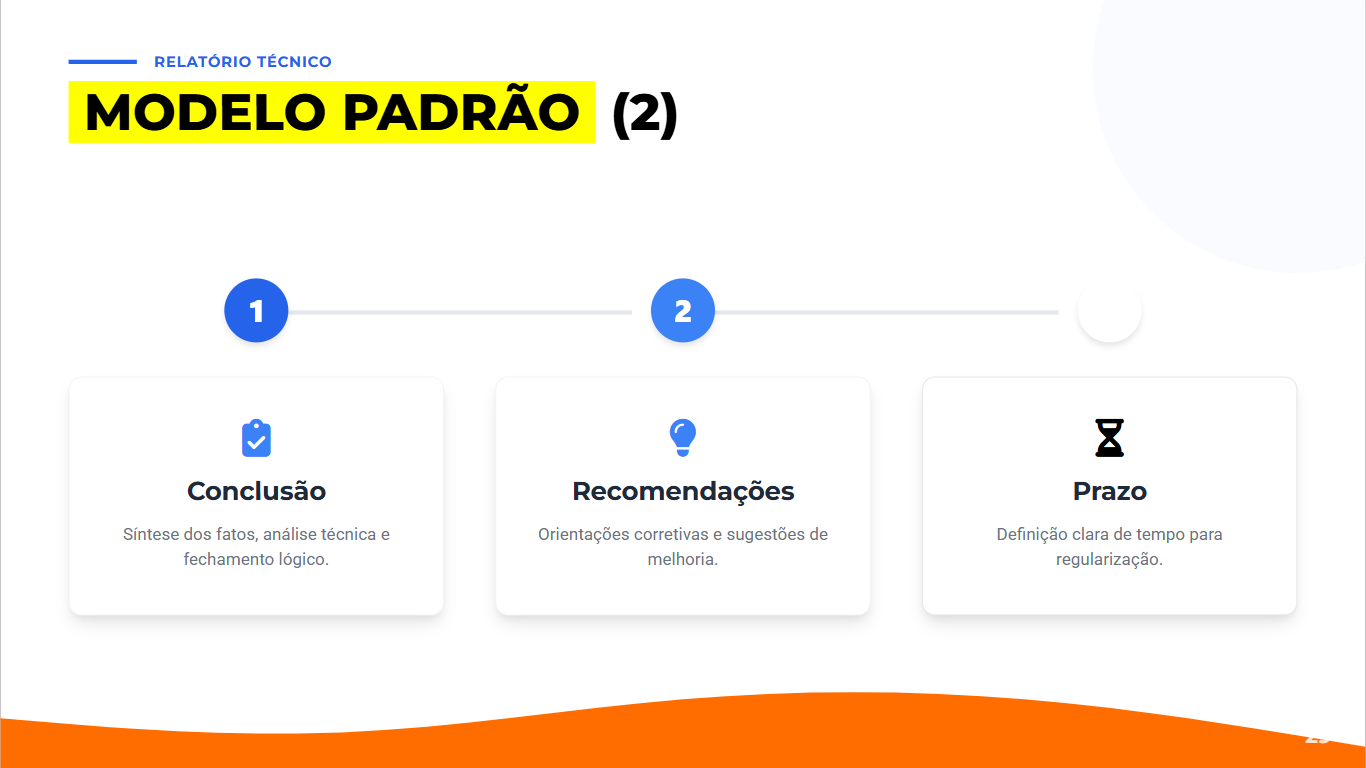 RELATÓRIO TÉCNICO
MODELO PADRÃO (2)
1
2
Conclusão
Síntese dos fatos, análise técnica e
fechamento lógico.
Recomendações
Orientações corretivas e sugestões de
melhoria.
Prazo
Definição clara de tempo para
regularização.